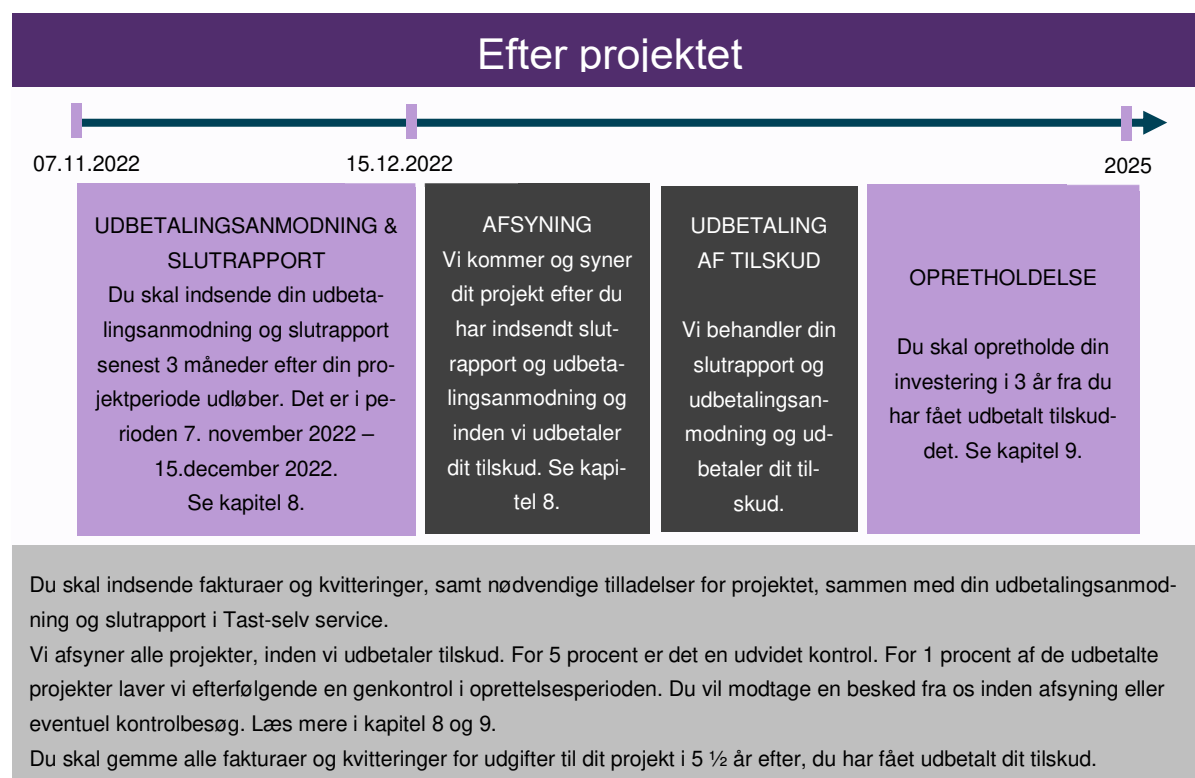 Efter projektet
07.11.2022
15.12.2022
2025
UDBETALINGSANMODNING &
SLUTRAPPORT
Du skal indsende din udbeta-
lingsanmodning og slutrapport
senest 3 måneder efter din pro-
jektperiode udløber. Det er i pe-
rioden 7. november 2022 –
15.december 2022.
Se kapitel 8.
AFSYNING
Vi kommer og syner
dit projekt efter du
har indsendt slut-
rapport og udbeta-
lingsanmodning og
inden vi udbetaler
dit tilskud. Se kapi-
tel 8.
UDBETALING
AF TILSKUD
Vi behandler din
slutrapport og
udbetalingsan-
modning og ud-
betaler dit til-
skud.
OPRETHOLDELSE
Du skal opretholde din
investering i 3 år fra du
har fået udbetalt tilskud-
det. Se kapitel 9.
Du skal indsende fakturaer og kvitteringer, samt nødvendige tilladelser for projektet, sammen med din udbetalingsanmod-
ning og slutrapport i Tast-selv service.
Vi afsyner alle projekter, inden vi udbetaler tilskud. For 5 procent er det en udvidet kontrol. For 1 procent af de udbetalte
projekter laver vi efterfølgende en genkontrol i oprettelsesperioden. Du vil modtage en besked fra os inden afsyning eller
eventuel kontrolbesøg. Læs mere i kapitel 8 og 9.
Du skal gemme alle fakturaer og kvitteringer for udgifter til dit projekt i 5 ½ år efter, du har fået udbetalt dit tilskud.